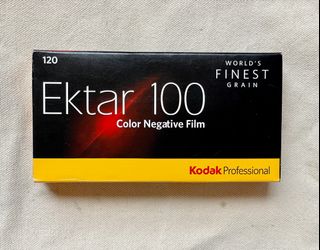 120
WORLD'S
FINEST
GRAIN
Ektar 100
Color Negative Film
Kodak Professional